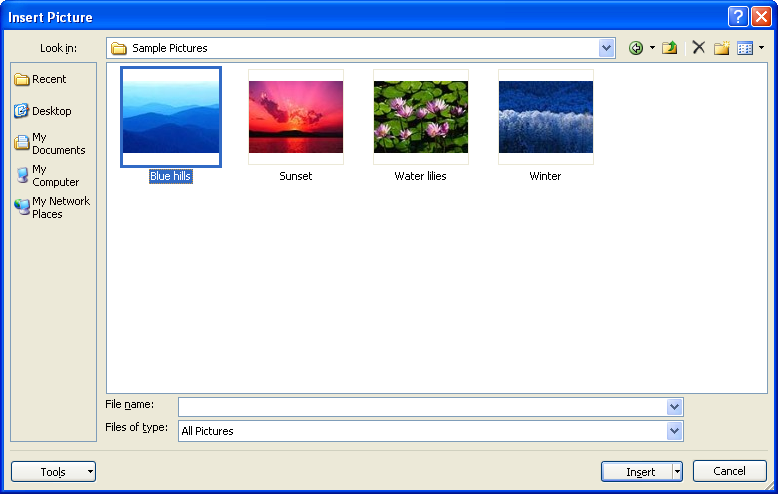 Insert Picture
Look in:
Sample Pictures
Recent
Desktop
My
Documents
My
Computer
My Network
Places
Blue hills
Sunset
Water lilies
Winter
File name:
Files of type:
All Pictures
Tools
Insert
Cancel